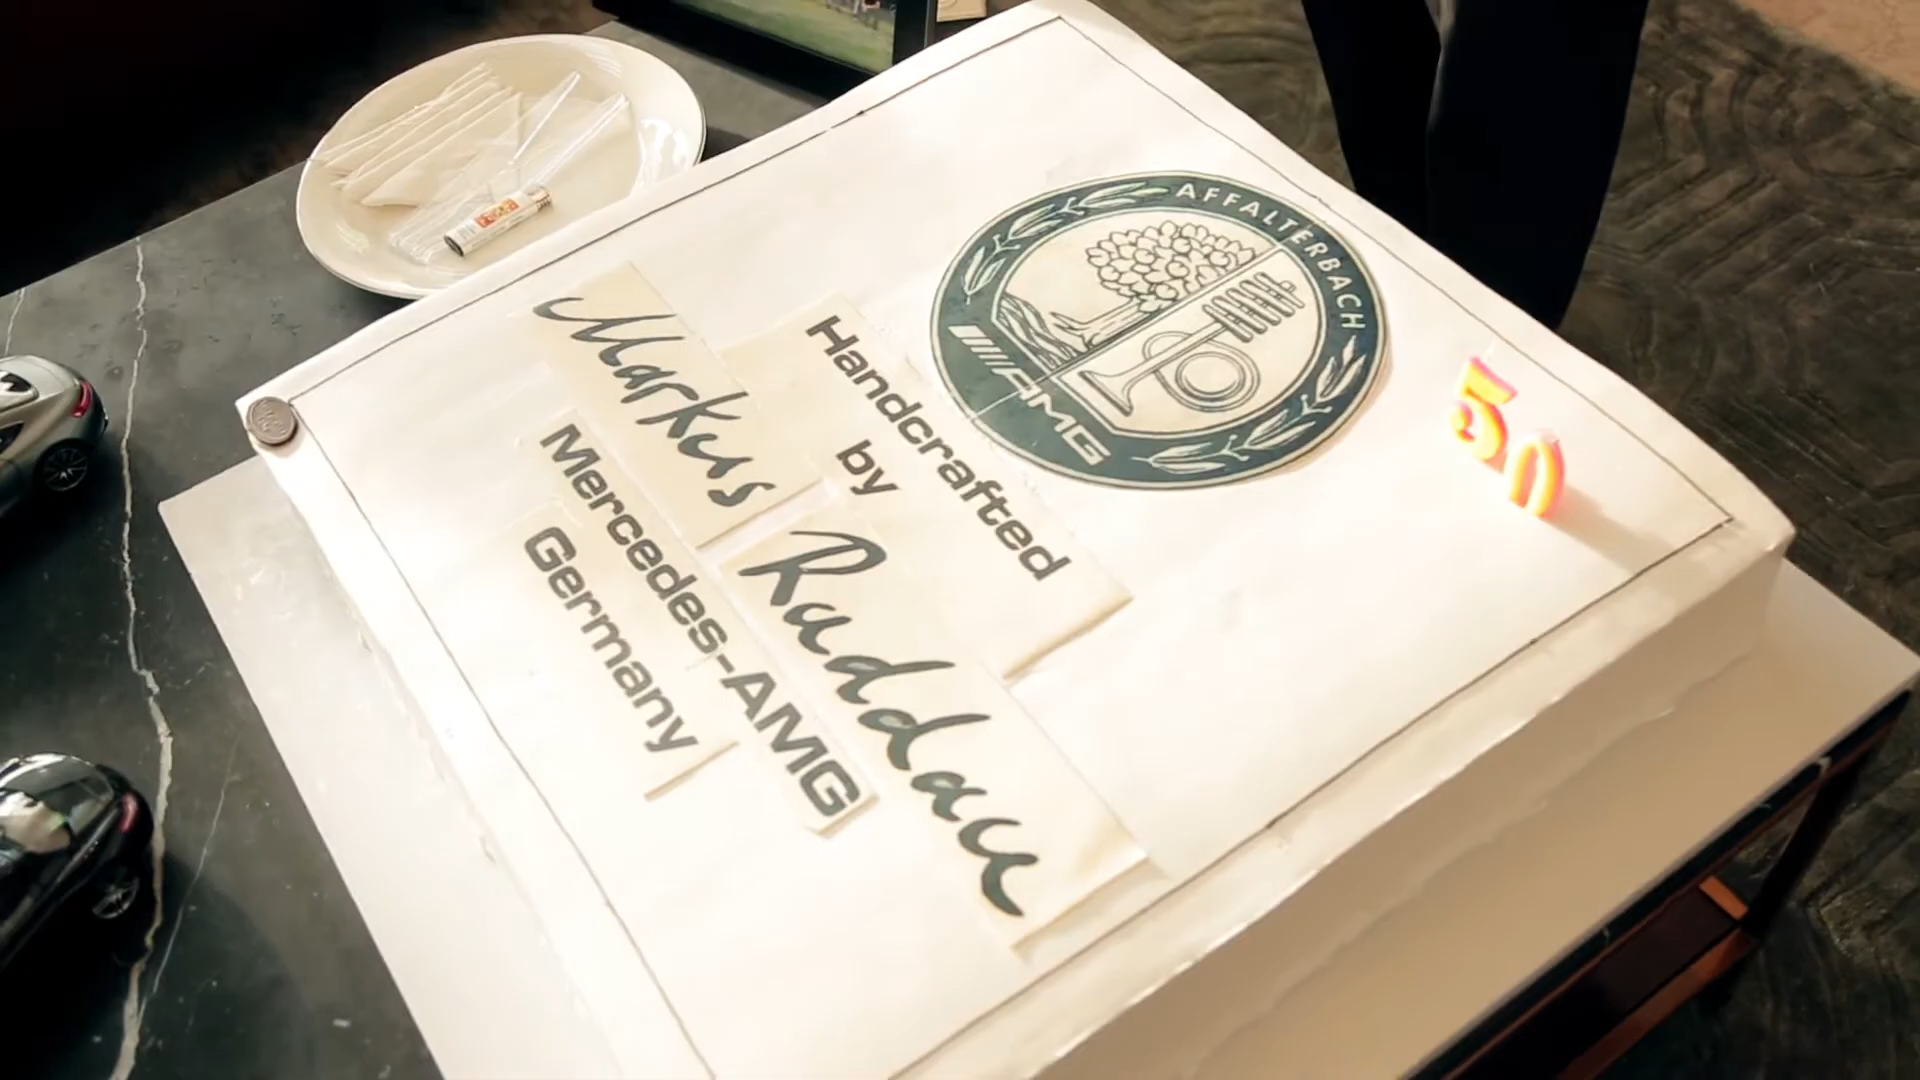 AFFALTERBACH
AMG
50
Handcrafted
by
Markus Raddau
Mercedes-AMG
Germany